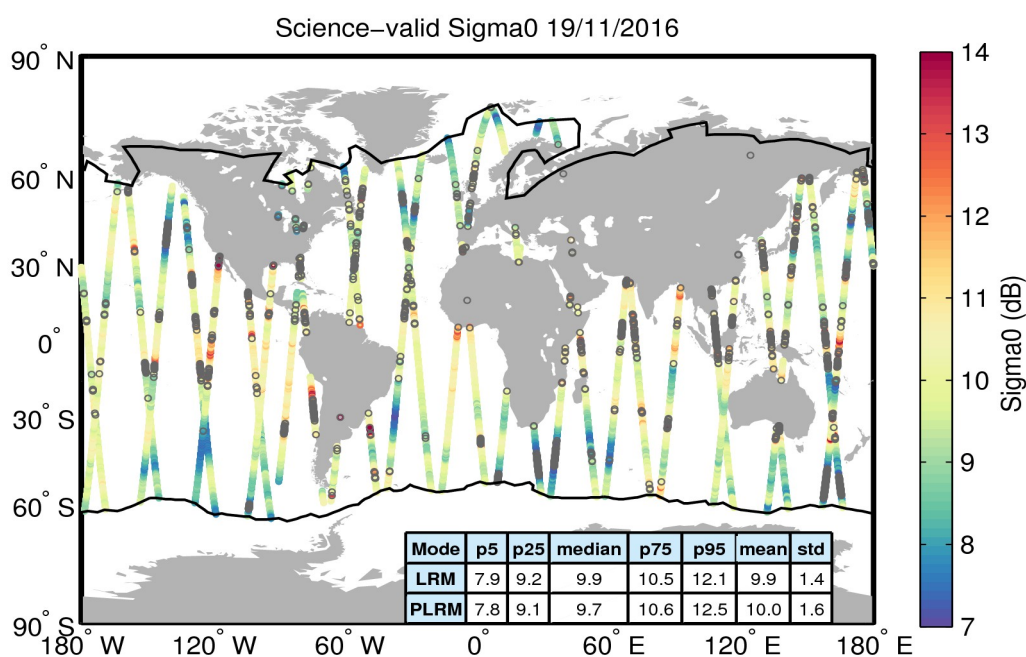 Science−valid Sigma0 19/11/2016
90° N
60° N
30° N
0°
30° S
60° S
90° S
180° W
120° W
60° W
0°
60° E
120° E
180° E
14
13
12
11
10
9
8
7
Sigma0 (dB)
Mode p5 p25 median p75 p95 mean std
LRM 7.9 9.2 9.9 10.5 12.1 9.9 1.4
PLRM 7.8 9.1 9.7 10.6 12.5 10.0 1.6